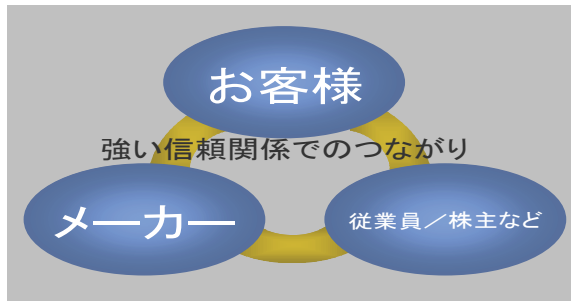 お客様
強い信頼関係でのつながり
メーカー
従業員／株主など